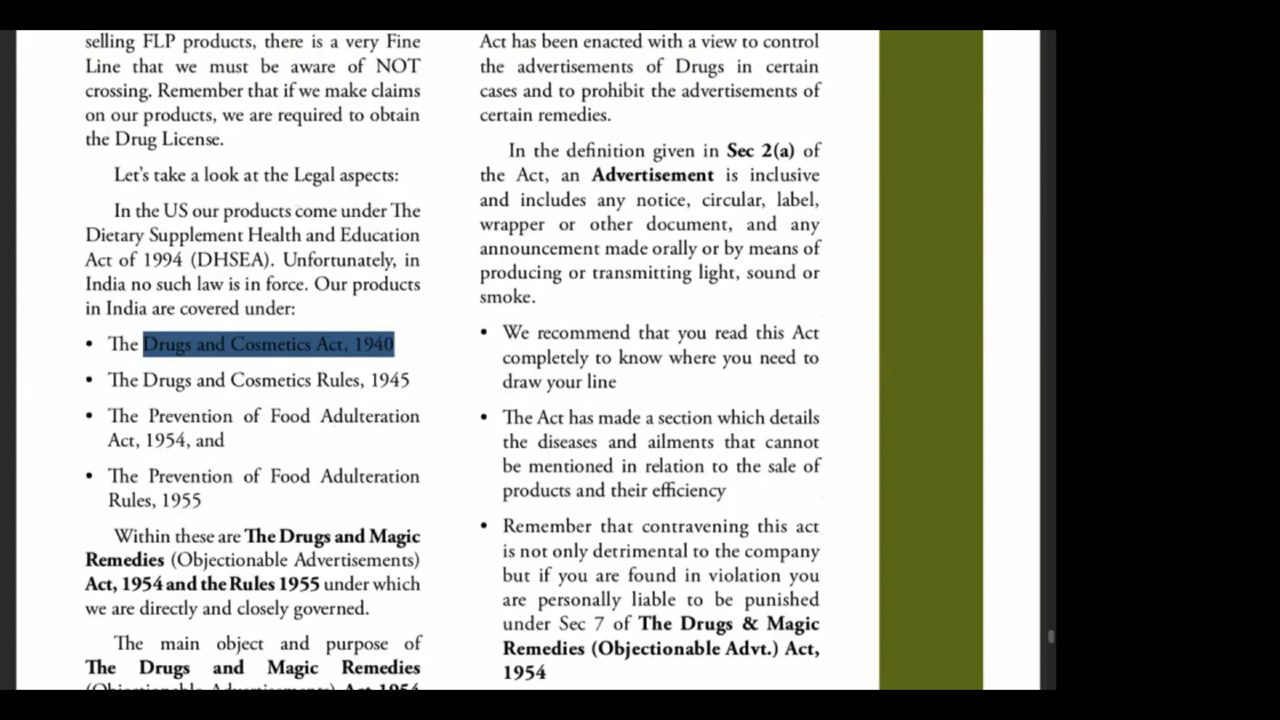 selling FLP products, there is a very Fine
Line that we must be aware of NOT
crossing. Remember that if we make claims
on our products, we are required to obtain
the Drug License.
Let's take a look at the Legal aspects:
In the US our products come under The
Dietary Supplement Health and Education
Act of 1994 (DHSEA). Unfortunately, in
India no such law is in force. Our products
in India are covered under:
• The Drugs and Cosmetics Act, 1940
• The Drugs and Cosmetics Rules, 1945
• The Prevention of Food Adulteration
Act, 1954, and
• The Prevention of Food Adulteration
Rules, 1955
Within these are The Drugs and Magic
Remedies (Objectionable Advertisements)
Act, 1954 and the Rules 1955 under which
we are directly and closely governed.
The main object and purpose of
The Drugs and Magic Remedies
(Objectionable Advertisements) Act 1954
Act has been enacted with a view to control
the advertisements of Drugs in certain
cases and to prohibit the advertisements of
certain remedies.
In the definition given in Sec 2(a) of
the Act, an Advertisement is inclusive
and includes any notice, circular, label,
wrapper or other document, and any
announcement made orally or by means of
producing or transmitting light, sound or
smoke.
• We recommend that you read this Act
completely to know where you need to
draw your line
• The Act has made a section which details
the diseases and ailments that cannot
be mentioned in relation to the sale of
products and their efficiency
• Remember that contravening this act
is not only detrimental to the company
but if you are found in violation you
are personally liable to be punished
under Sec 7 of The Drugs & Magic
Remedies (Objectionable Advt.) Act,
1954